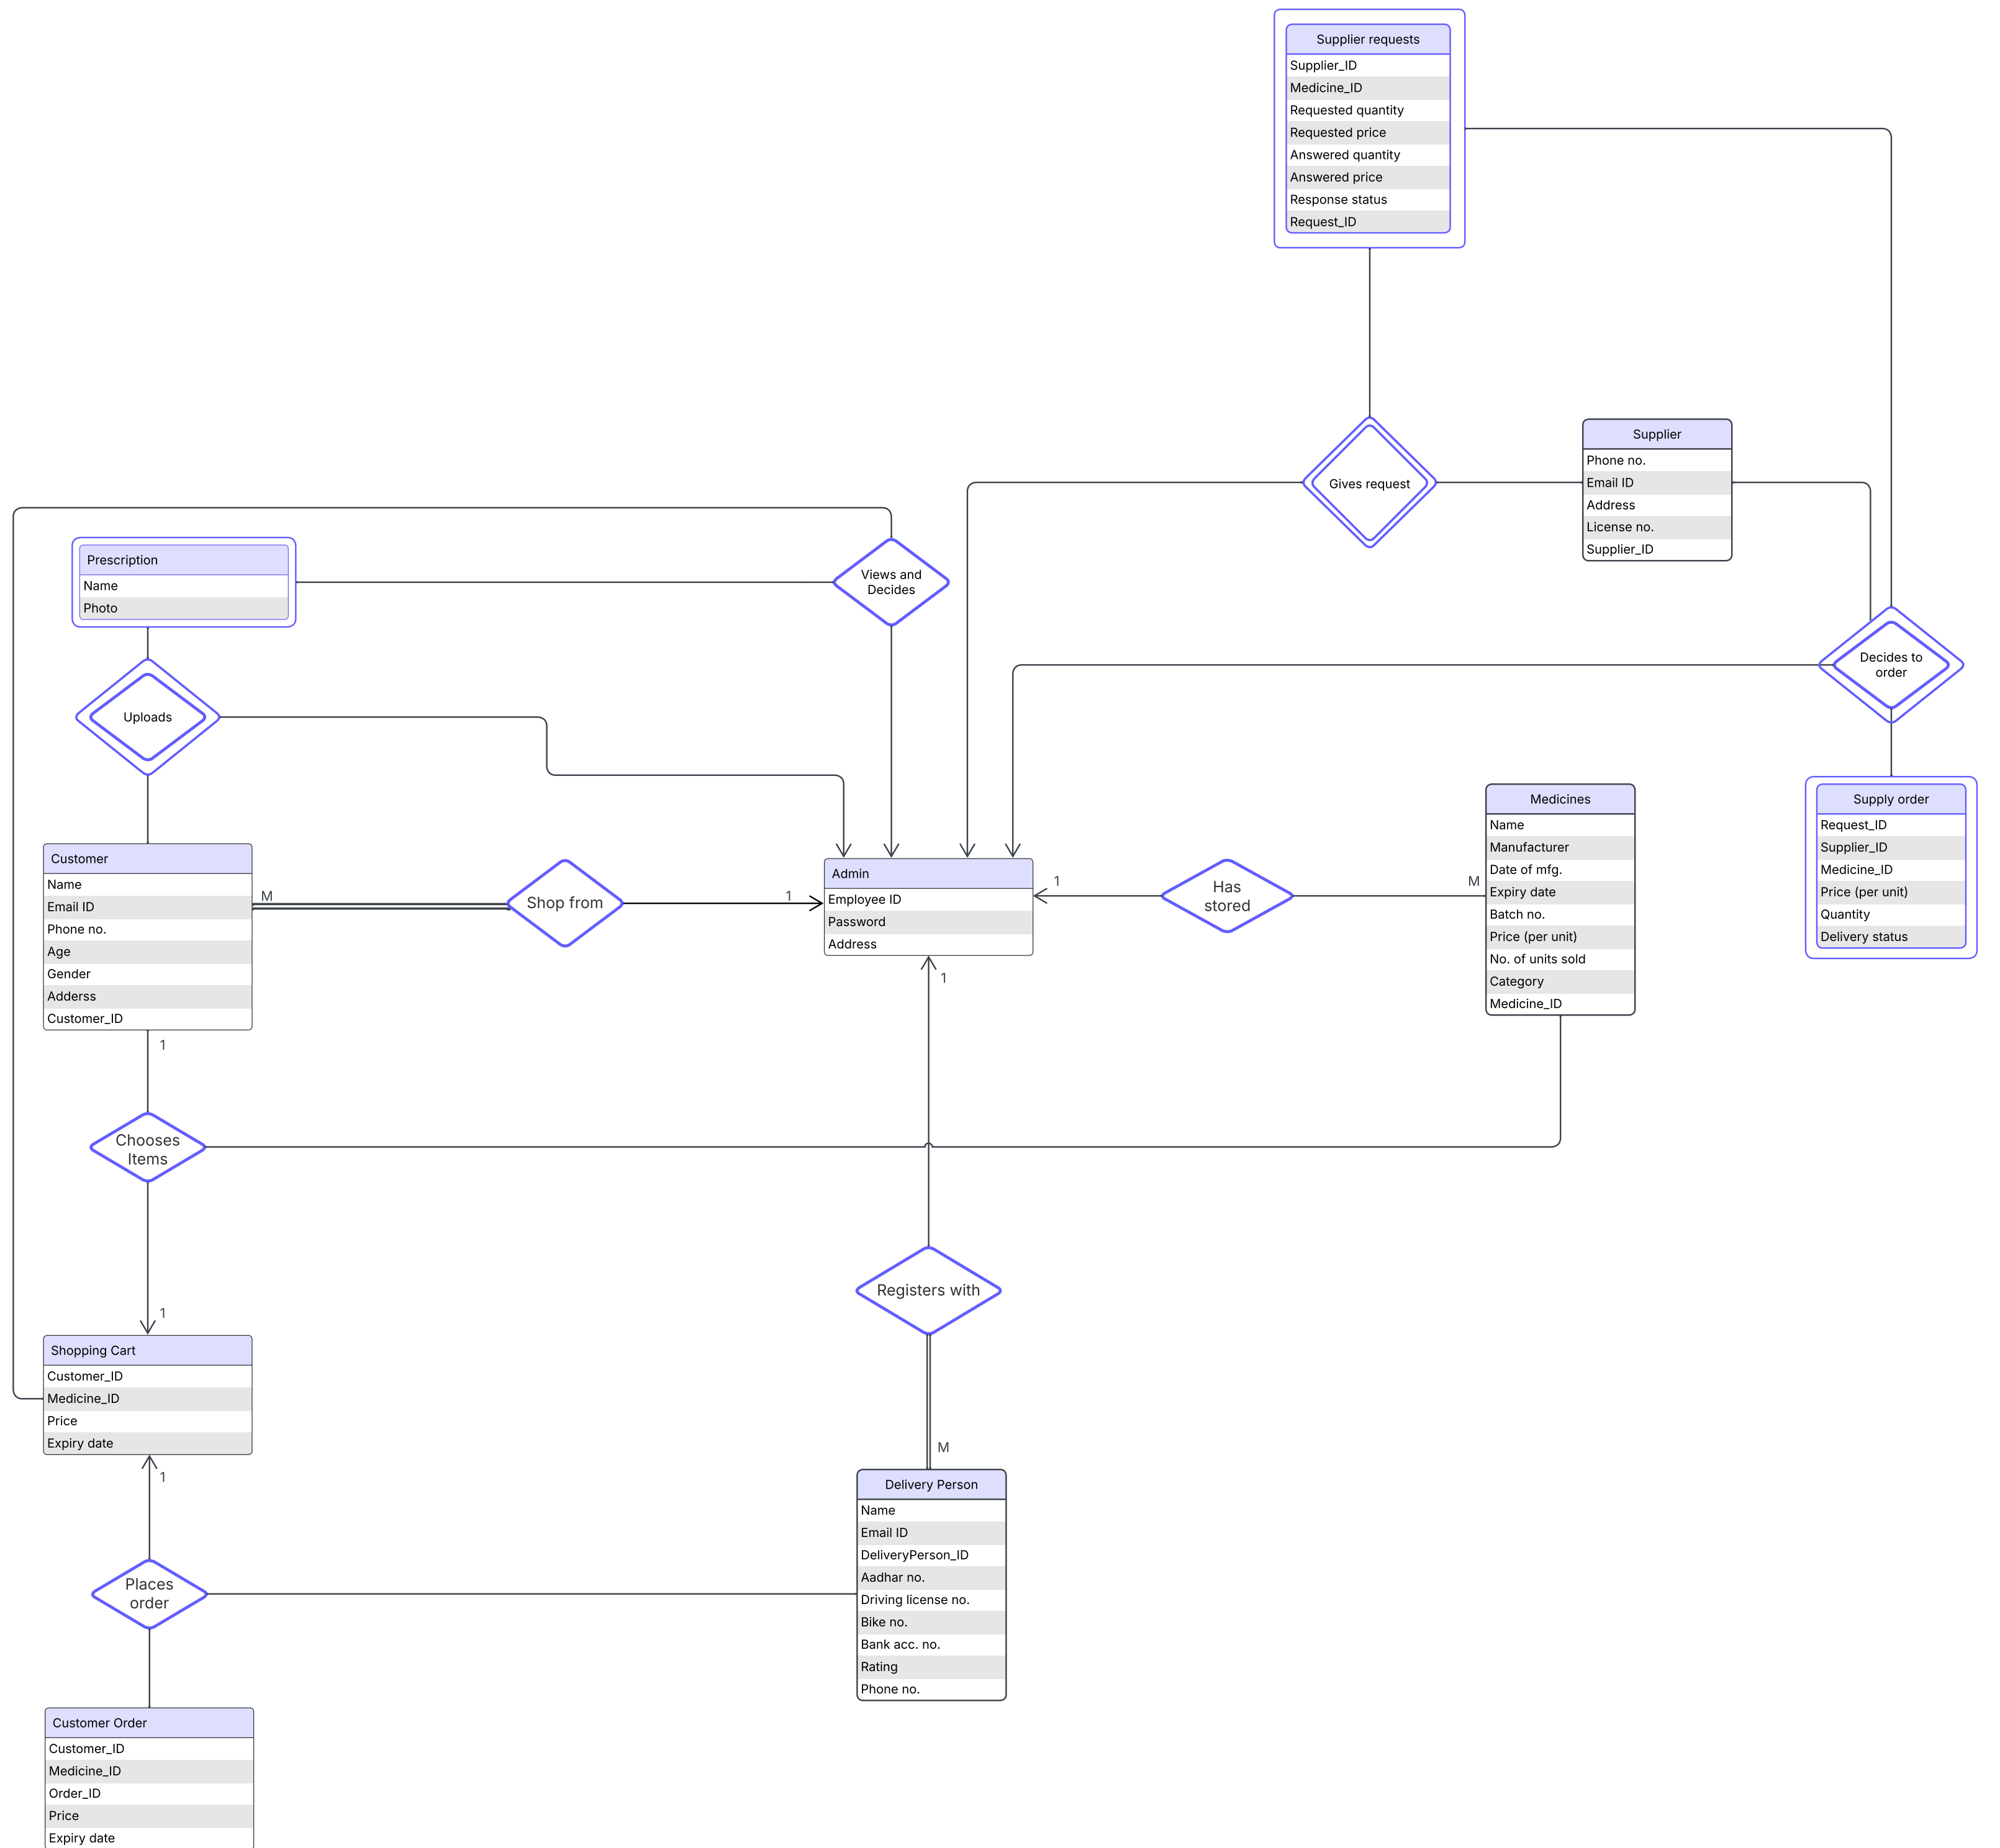 Supplier requests
Supplier_ID
Medicine_ID
Requested quantity
Requested price
Answered quantity
Answered price
Response status
Request_ID
Gives request
Supplier
Phone no.
Email ID
Address
License no.
Supplier_ID
Prescription
Name
Photo
Views and
Decides
Decides to
order
Uploads
Customer
Name
Email ID
Phone no.
Age
Gender
Adderss
Customer_ID
M
Shop from
1
Admin
Employee ID
Password
Address
1
Has
stored
M
Medicines
Name
Manufacturer
Date of mfg.
Expiry date
Batch no.
Price (per unit)
No. of units sold
Category
Medicine_ID
Supply order
Request_ID
Supplier_ID
Medicine_ID
Price (per unit)
Quantity
Delivery status
1
1
Chooses
Items
1
Registers with
M
Shopping Cart
Customer_ID
Medicine_ID
Price
Expiry date
1
Places
order
Delivery Person
Name
Email ID
DeliveryPerson_ID
Aadhar no.
Driving license no.
Bike no.
Bank acc. no.
Rating
Phone no.
Customer Order
Customer_ID
Medicine_ID
Order_ID
Price
Expiry date